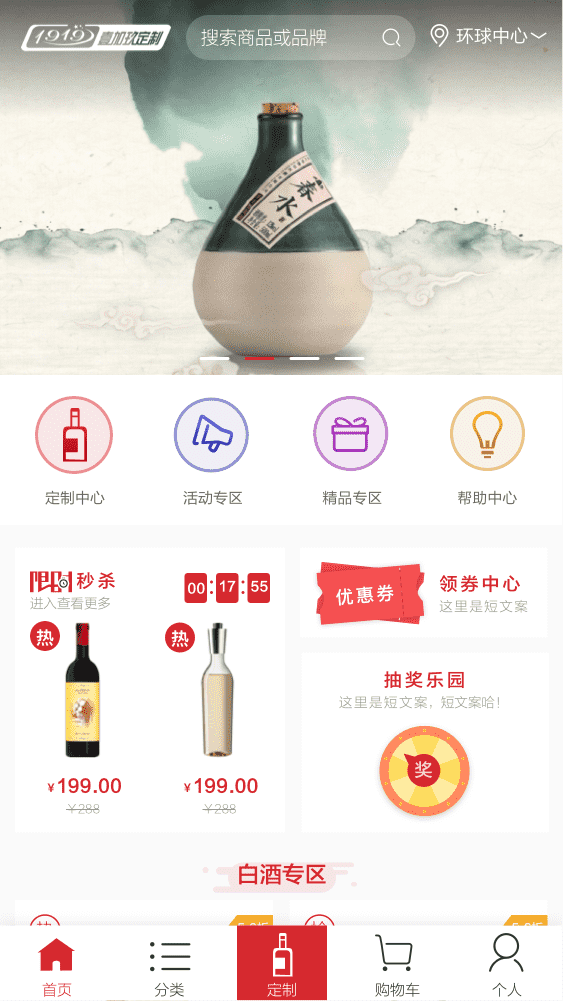 1919 壹加玖定制
搜索商品或品牌
环球中心
春水
定制中心
活动专区
精品专区
帮助中心
限时秒杀
00:17:55
进入查看更多
热
热
¥199.00
¥199.00
¥288
¥288
优惠券
领券中心
这里是短文案
抽奖乐园
这里是短文案，短文案哈！
奖
白酒专区
首页
分类
定制
购物车
个人